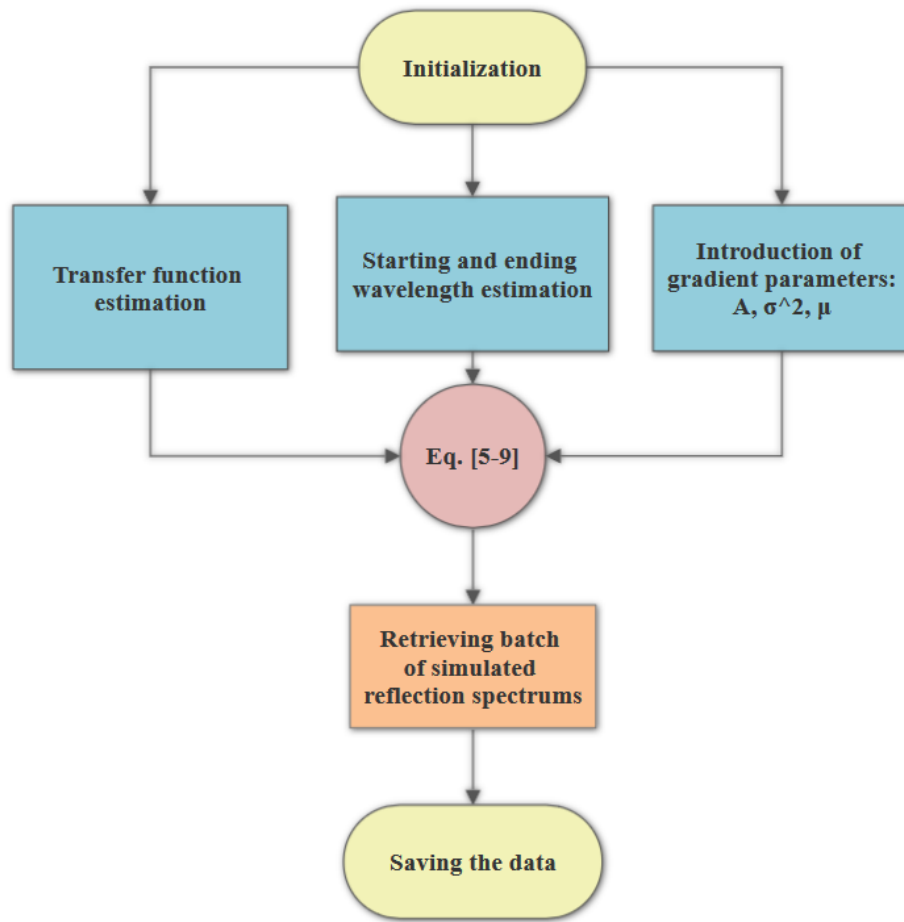 Initialization
Transfer function
estimation
Starting and ending
wavelength estimation
Introduction of
gradient parameters:
A, σ^2, μ
Eq. [5-9]
Retrieving batch
of simulated
reflection spectrums
Saving the data